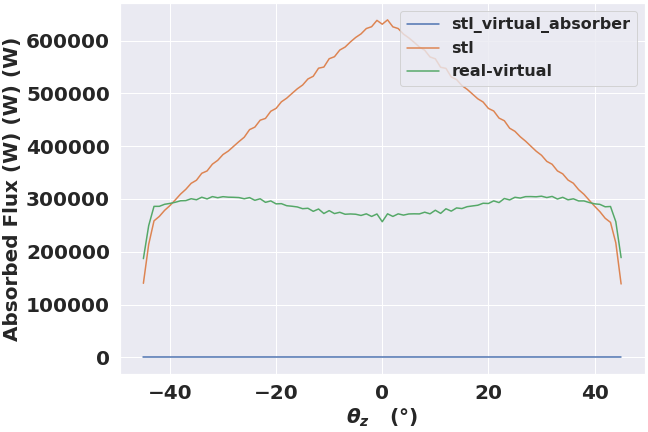 stl_virtual_absorber
stl
real-virtual
Absorbed Flux (W) (W) (W)
600000
500000
400000
300000
200000
100000
0
−40 −20 0 20 40
θz (°)